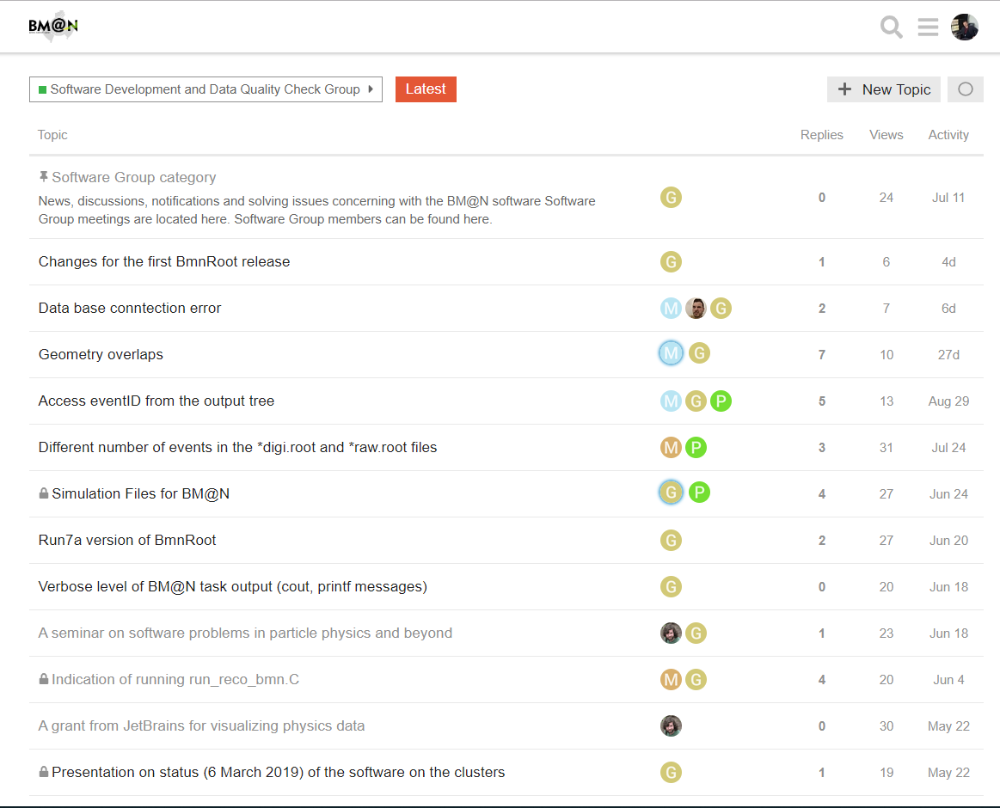 BM@N
Software Development and Data Quality Check Group
Latest
New Topic
Topic Replies Views Activity
Software Group category
News, discussions, notifications and solving issues concerning with the BM@N software Software
Group meetings are located here. Software Group members can be found here.
G 0 24 Jul 11
Changes for the first BmnRoot release G 1 6 4d
Data base conntection error M G 2 7 6d
Geometry overlaps M G 7 10 27d
Access eventID from the output tree M G P 5 13 Aug 29
Different number of events in the *digi.root and *raw.root files M P 3 31 Jul 24
Simulation Files for BM@N G P 4 27 Jun 24
Run7a version of BmnRoot G 2 27 Jun 20
Verbose level of BM@N task output (cout, printf messages) G 0 20 Jun 18
A seminar on software problems in particle physics and beyond G 1 23 Jun 18
Indication of running run_reco_bmn.C M G 4 20 Jun 4
A grant from JetBrains for visualizing physics data 0 30 May 22
Presentation on status (6 March 2019) of the software on the clusters G 1 19 May 22